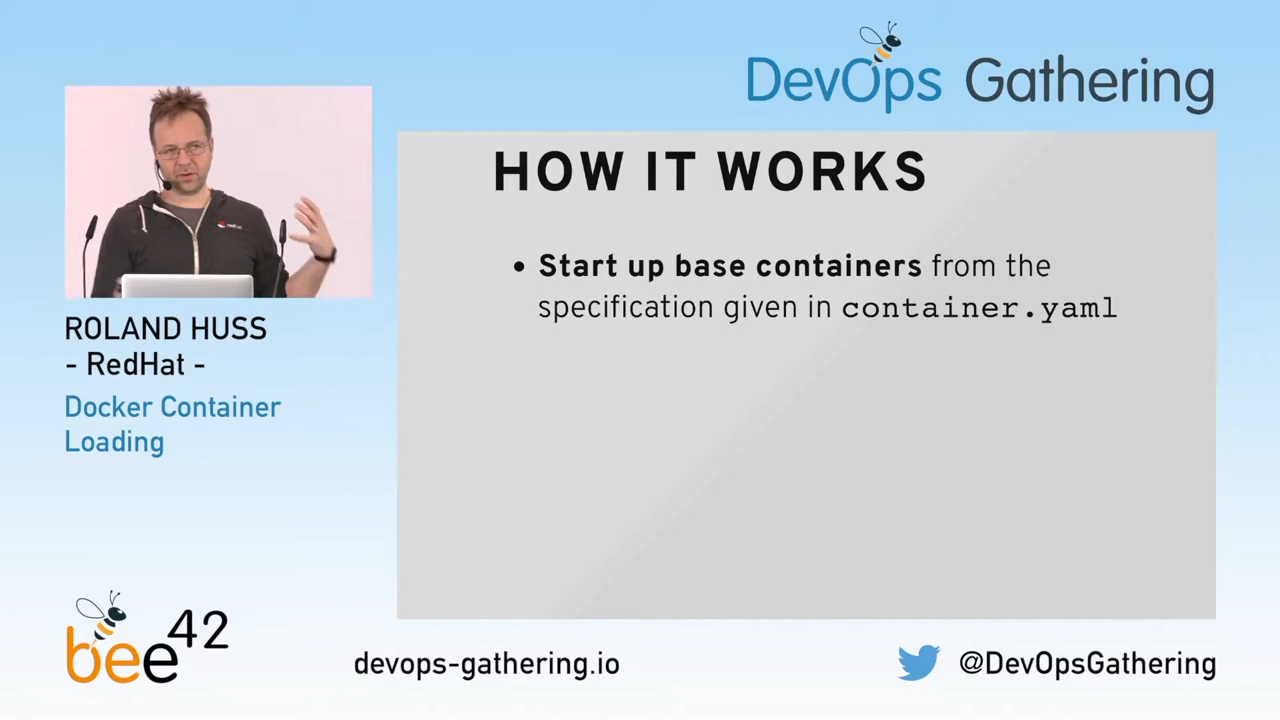 DevOps Gathering
HOW IT WORKS
• Start up base containers from the
specification given in container.yaml
redhat
ROLAND HUSS
- RedHat -
Docker Container
Loading
bee42
devops-gathering.io
@DevOpsGathering